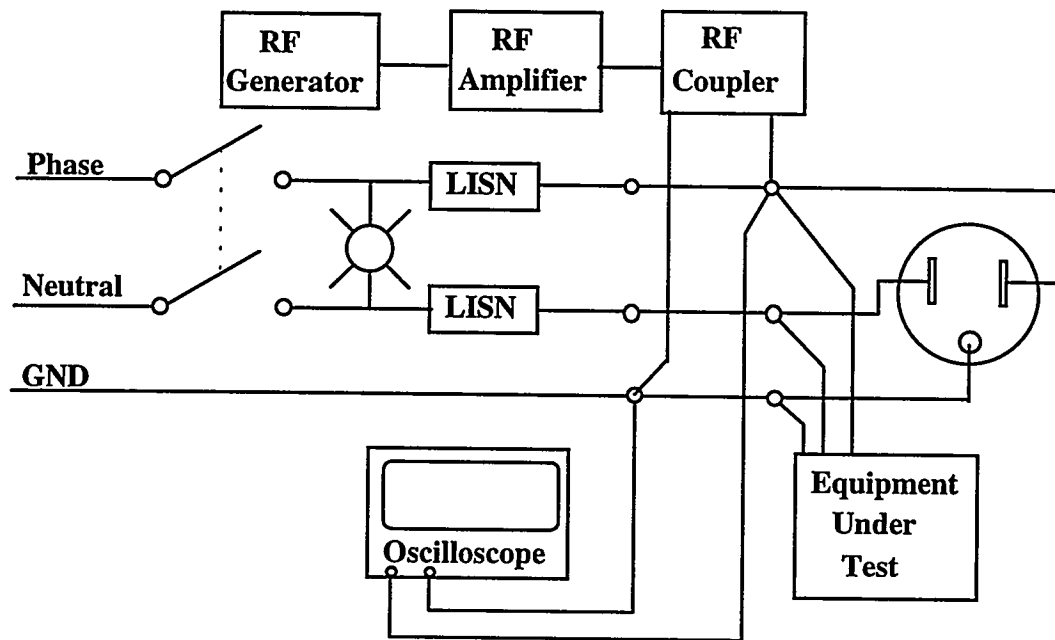 RF
Generator
RF
Amplifier
RF
Coupler
Phase
LISN
Neutral
LISN
GND
Oscilloscope
Equipment
Under
Test